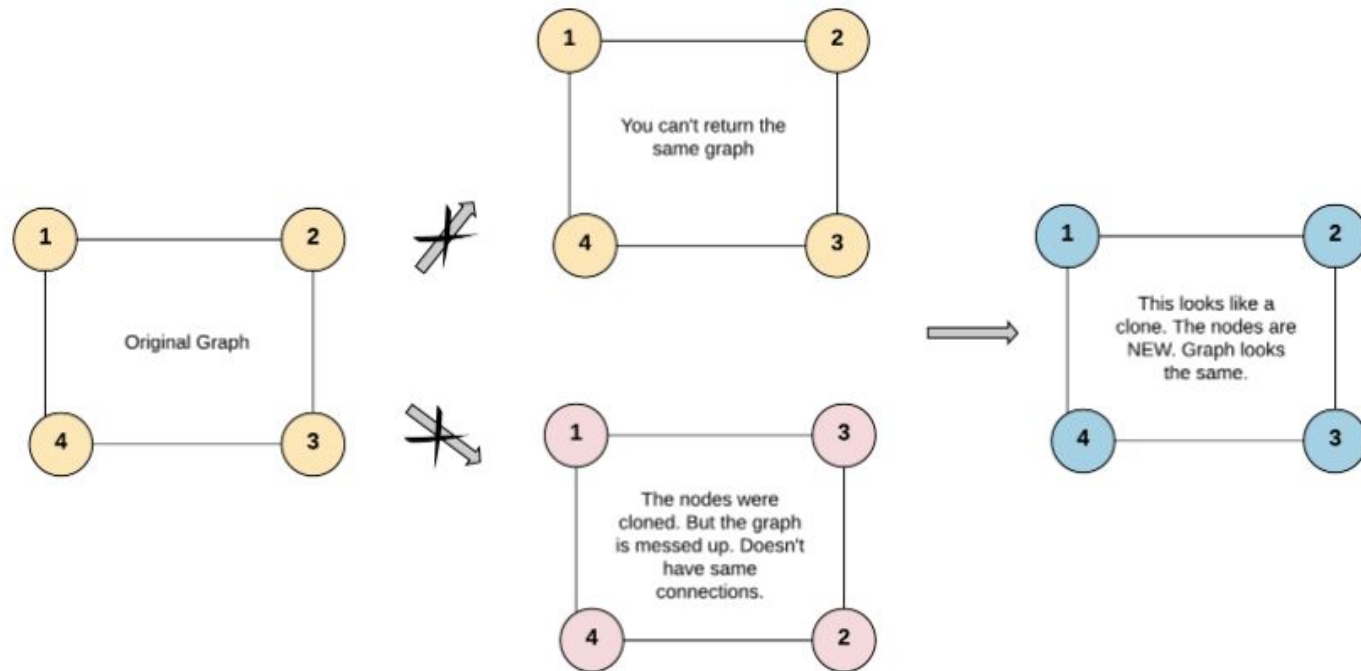 1
2
You can't return the
same graph
4
3
1
2
Original Graph
4
3
1
2
This looks like a
clone. The nodes are
NEW. Graph looks
the same.
4
3
1
3
The nodes were
cloned. But the graph
is messed up. Doesn't
have same
connections.
4
2